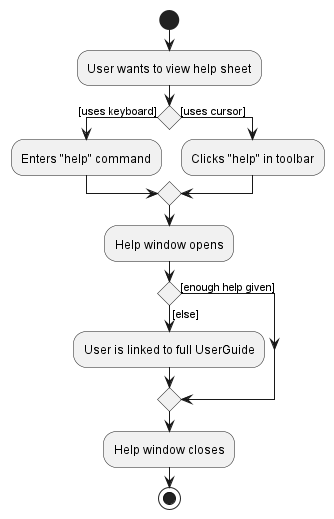 User wants to view help sheet
[uses keyboard]
[uses cursor]
Enters "help" command
Clicks "help" in toolbar
Help window opens
[enough help given]
[else]
User is linked to full UserGuide
Help window closes